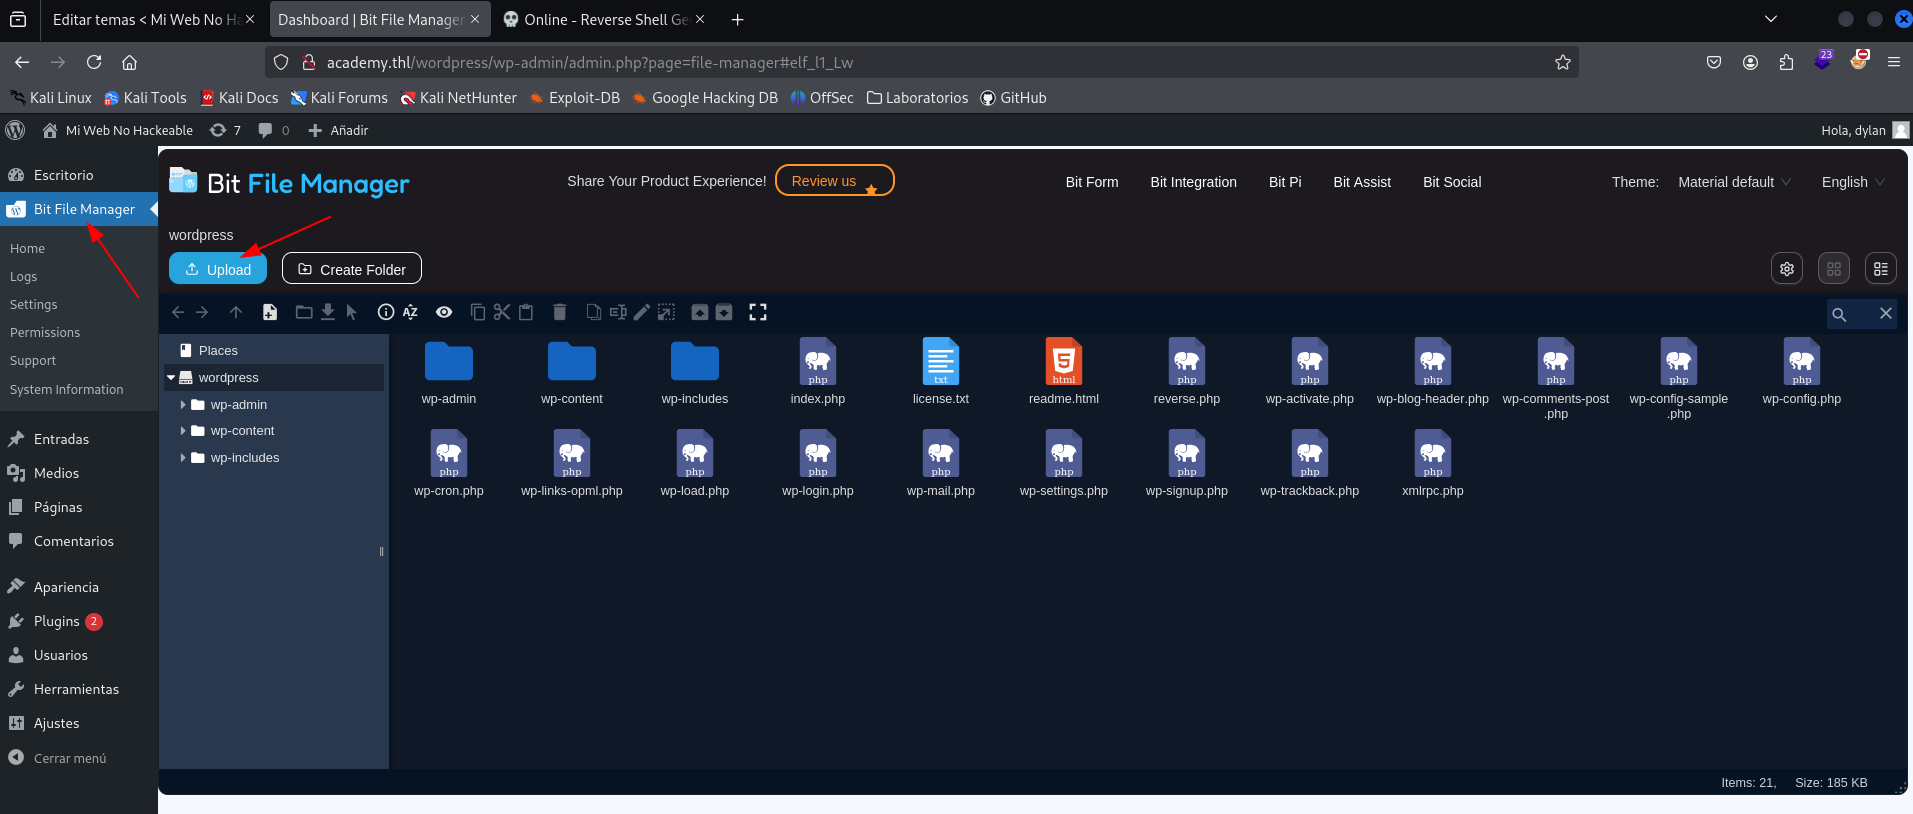 Editar temas < Mi Web No Ha
Dashboard | Bit File Manager
Online - Reverse Shell Ge
academy.thl/wordpress/wp-admin/admin.php?page=file-manager#elf_l1_Lw
23
Kali Linux
Kali Tools
Kali Docs
Kali Forums
Kali NetHunter
Exploit-DB
Google Hacking DB
OffSec
Laboratorios
GitHub
Mi Web No Hackeable
7
0
Añadir
Hola, dylan
Escritorio
Bit File Manager
Home
Logs
Settings
Permissions
Support
System Information
Entradas
Medios
Páginas
Comentarios
Apariencia
Plugins 2
Usuarios
Herramientas
Ajustes
Cerrar menú
Bit File Manager
Share Your Product Experience!
Review us
Bit Form
Bit Integration
Bit Pi
Bit Assist
Bit Social
Theme: Material default
English
wordpress
Upload
Create Folder
AZ
Places
wordpress
wp-admin
wp-content
wp-includes
wp-admin
wp-content
wp-includes
php
index.php
txt
license.txt
html
readme.html
php
reverse.php
php
wp-activate.php
php
wp-blog-header.php
php
wp-comments-post
.php
php
wp-config-sample
.php
php
wp-config.php
php
wp-cron.php
php
wp-links-opml.php
php
wp-load.php
php
wp-login.php
php
wp-mail.php
php
wp-settings.php
php
wp-signup.php
php
wp-trackback.php
php
xmlrpc.php
Items: 21, Size: 185 KB